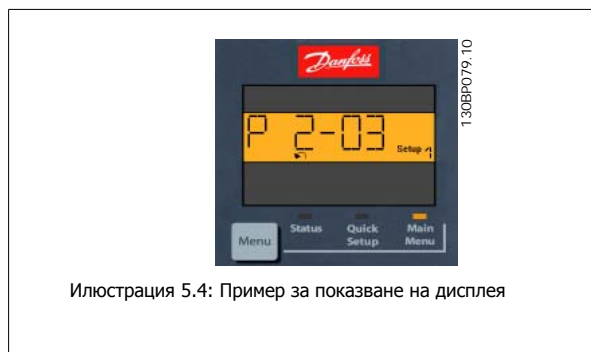 Danfoss
130BP079.10
P 2-03
Setup 1
Status Quick Setup Main Menu
Menu
Илюстрация 5.4: Пример за показване на дисплея